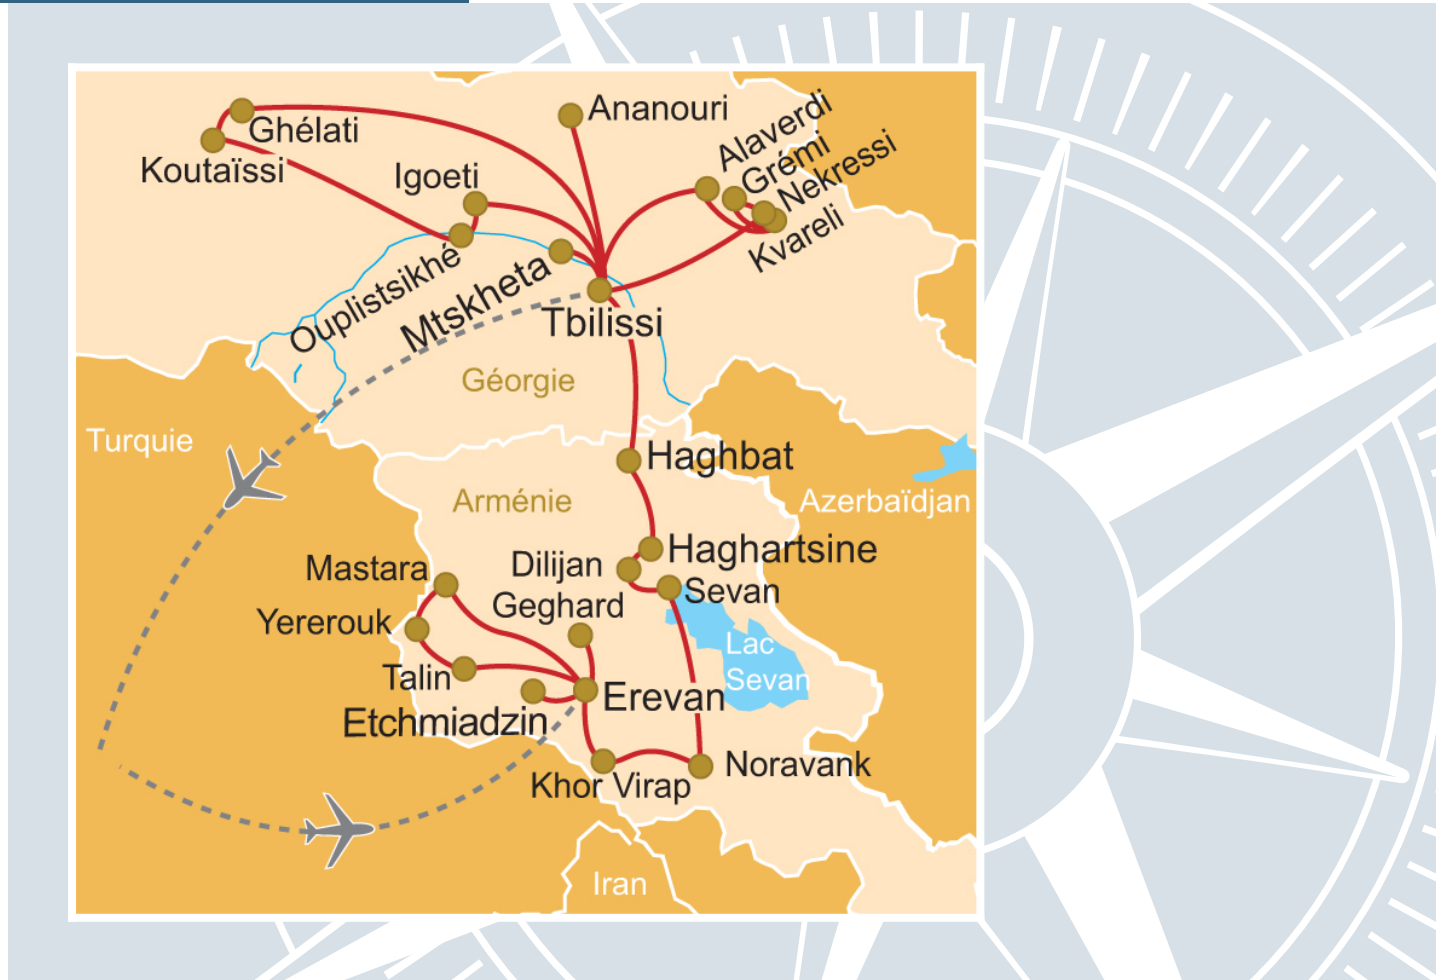 Ananouri
Alaverdi
Grémi
Nekressi
Kvareli
Ghélati
Koutaïssi
Igoeti
Ouplistsikhé
Mtskheta
Tbilissi
Géorgie
Turquie
Haghbat
Arménie
Azerbaïdjan
Haghartsine
Dilijan
Mastara
Sevan
Geghard
Yererouk
Lac
Sevan
Talin
Erevan
Etchmiadzin
Noravank
Khor Virap
Iran